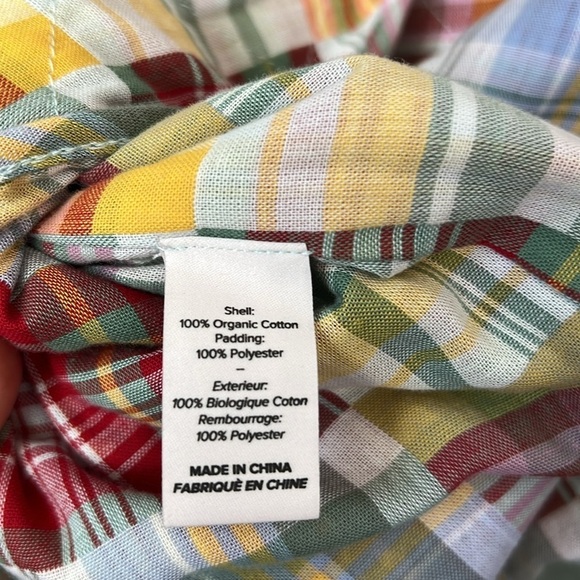 Shell:
100% Organic Cotton
Padding:
100% Polyester
–
Exterieur:
100% Biologique Coton
Rembourrage:
100% Polyester
MADE IN CHINA
FABRIQUÈ EN CHINE